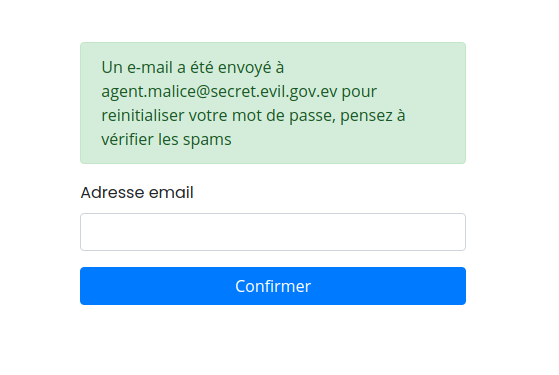 Un e-mail a été envoyé à
agent.malice@secret.evil.gov.ev pour
reinitialiser votre mot de passe, pensez à
vérifier les spams
Adresse email
Confirmer